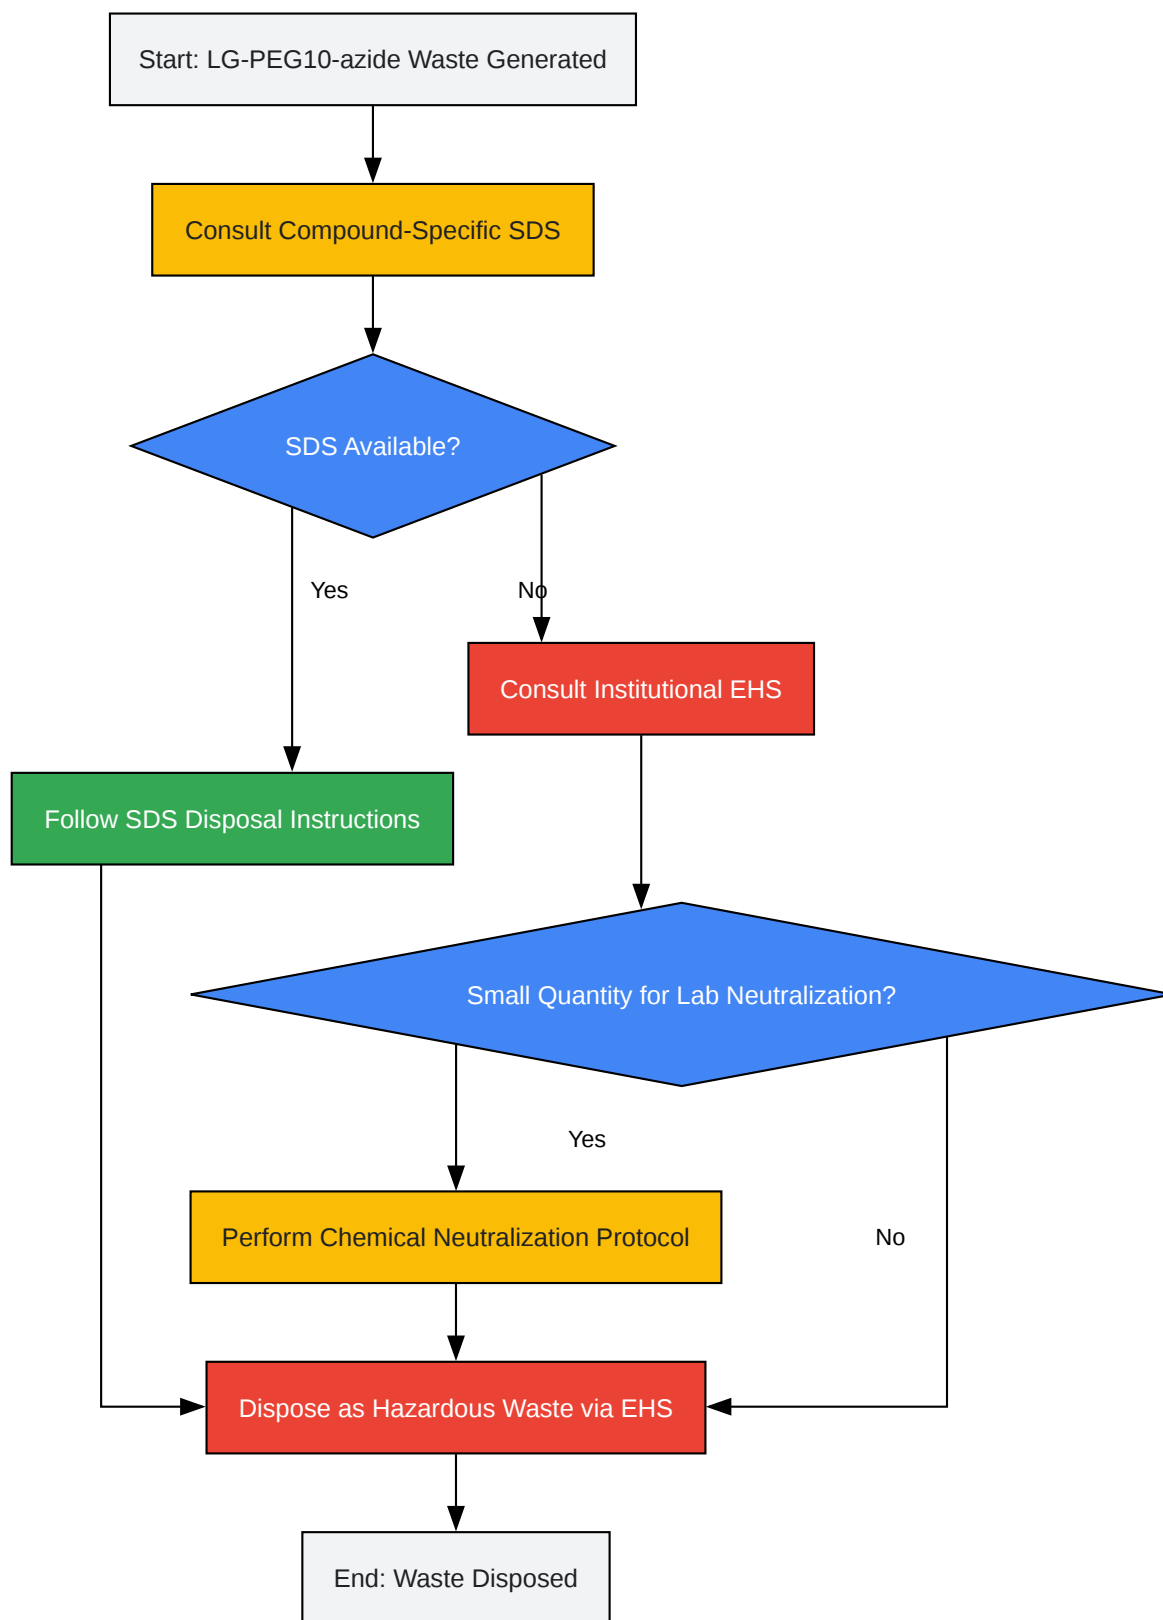 Start: LG-PEG10-azide Waste Generated
Consult Compound-Specific SDS
SDS Available?
Yes
No
Consult Institutional EHS
Follow SDS Disposal Instructions
Small Quantity for Lab Neutralization?
Yes
Perform Chemical Neutralization Protocol
No
Dispose as Hazardous Waste via EHS
End: Waste Disposed